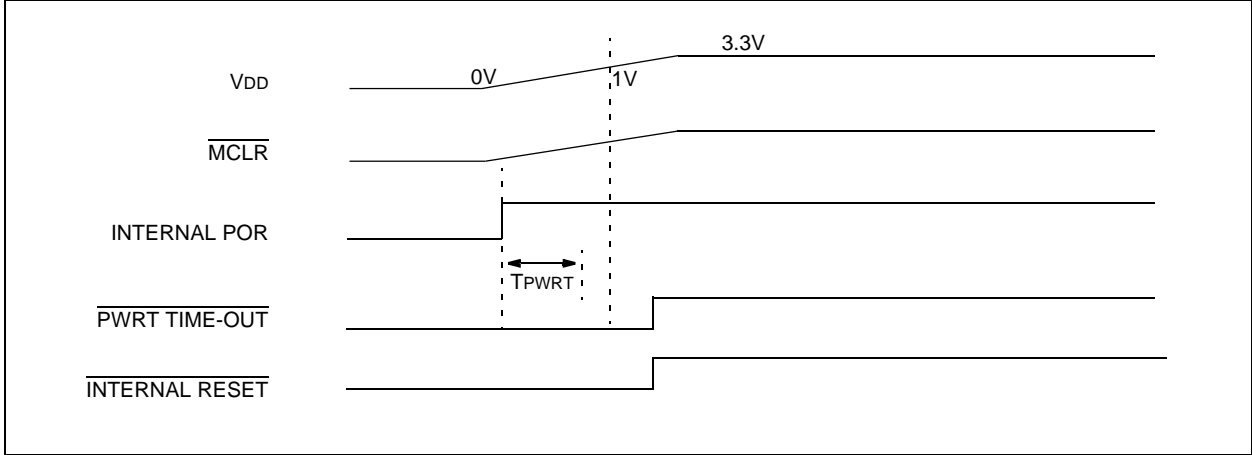 3.3V
VDD
0V
1V
MCLR
INTERNAL POR
TPWRT
PWRT TIME-OUT
INTERNAL RESET